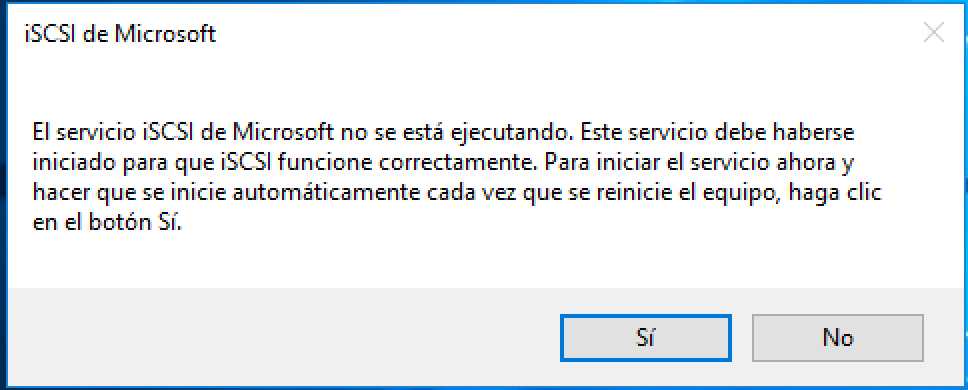 iSCSI de Microsoft
El servicio iSCSI de Microsoft no se está ejecutando. Este servicio debe haberse
iniciado para que iSCSI funcione correctamente. Para iniciar el servicio ahora y
hacer que se inicie automáticamente cada vez que se reinicie el equipo, haga clic
en el botón Sí.
Sí
No